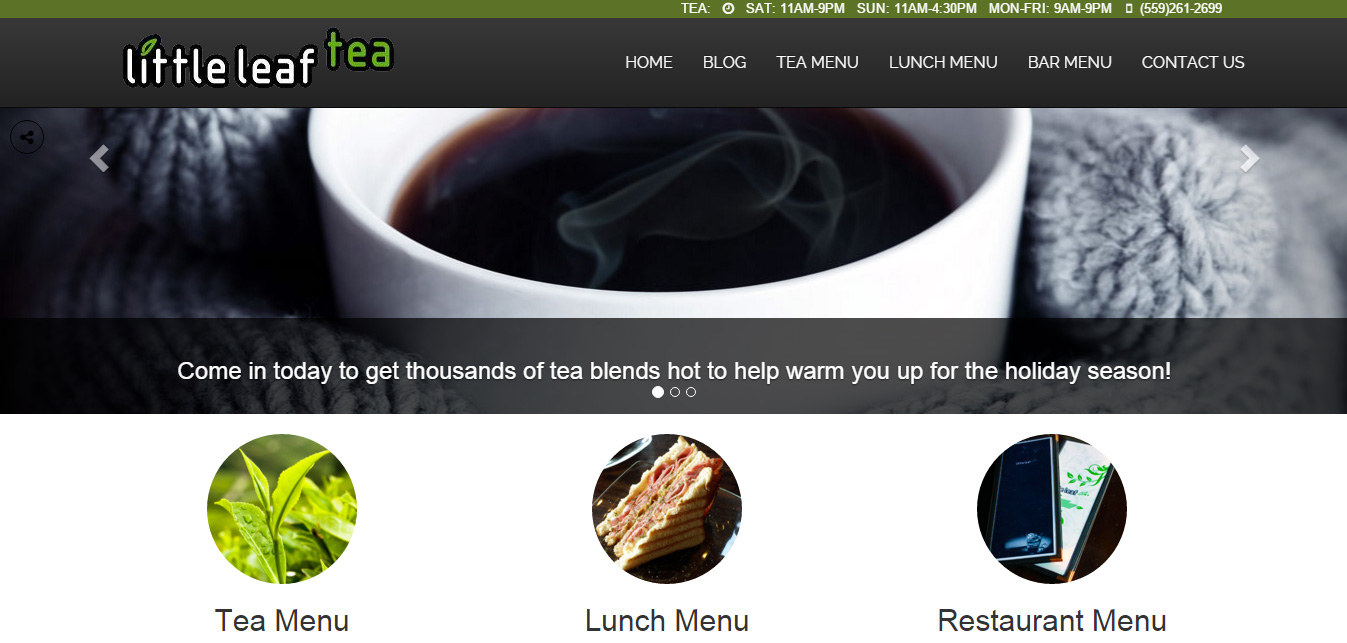 TEA: SAT: 11AM-9PM SUN: 11AM-4:30PM MON-FRI: 9AM-9PM (559)261-2699
little leaf tea
HOME BLOG TEA MENU LUNCH MENU BAR MENU CONTACT US
Come in today to get thousands of tea blends hot to help warm you up for the holiday season!
Tea Menu Lunch Menu Restaurant Menu